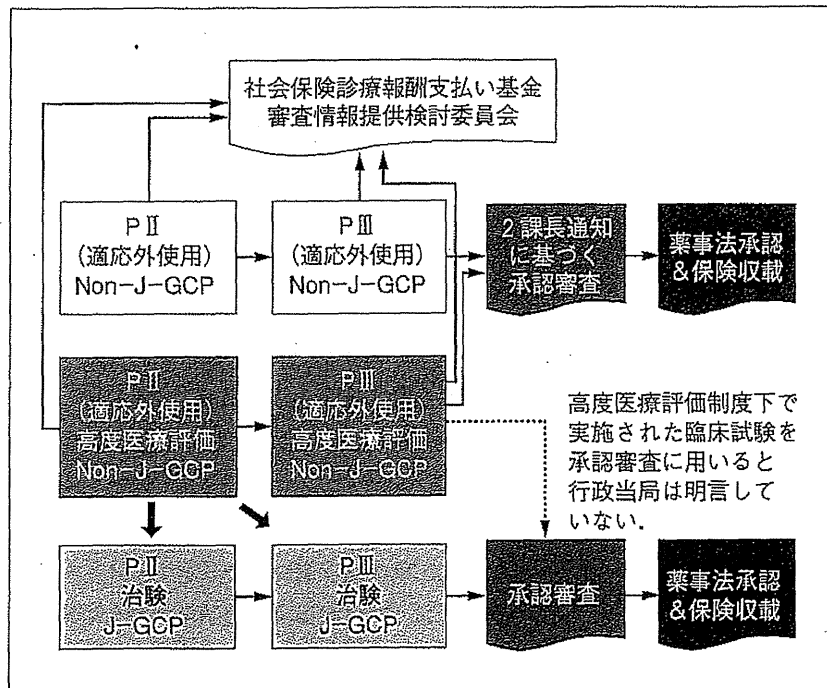 社会保険診療報酬支払い基金
審査情報提供検討委員会
PⅡ
(適応外使用)
Non-J-GCP
PⅢ
(適応外使用)
Non-J-GCP
2課長通知
に基づく
承認審査
薬事法承認
&保険収載
PⅡ
(適応外使用)
高度医療評価
Non-J-GCP
PⅢ
(適応外使用)
高度医療評価
Non-J-GCP
高度医療評価制度下で
実施された臨床試験を
承認審査に用いると
行政当局は明言して
いない.
PⅡ
治験
J-GCP
PⅢ
治験
J-GCP
承認審査
薬事法承認
&保険収載